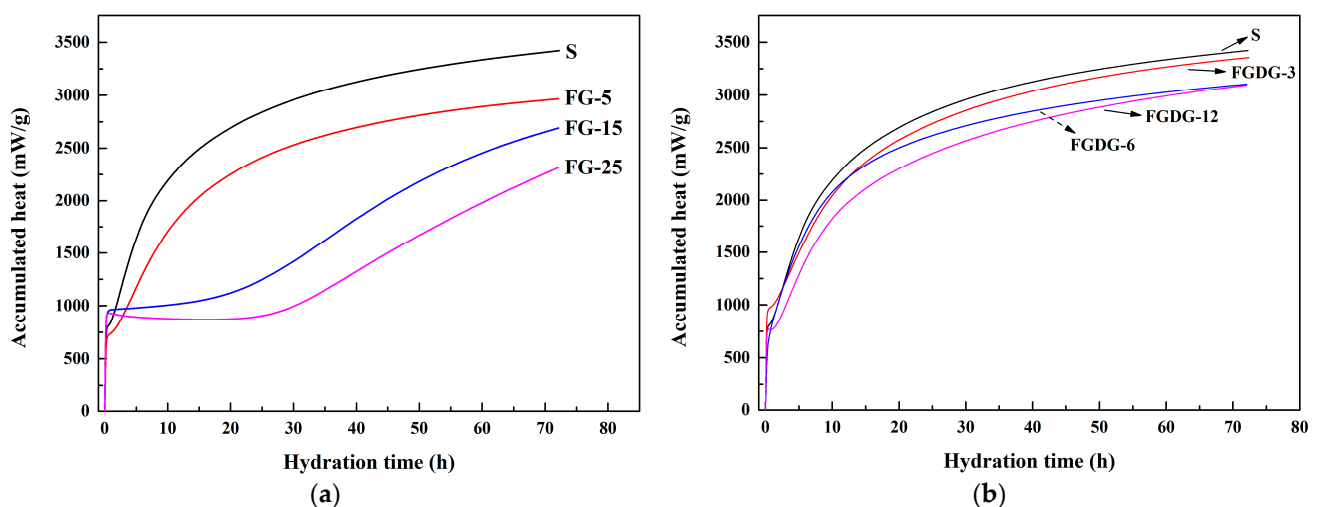 3500
3000
2500
2000
1500
1000
500
0
Accumulated heat (mW/g)
S
FG-5
FG-15
FG-25
0 10 20 30 40 50 60 70 80
Hydration time (h)
(a)
3500
3000
2500
2000
1500
1000
500
0
Accumulated heat (mW/g)
S
FGDG-3
FGDG-12
FGDG-6
0 10 20 30 40 50 60 70 80
Hydration time (h)
(b)